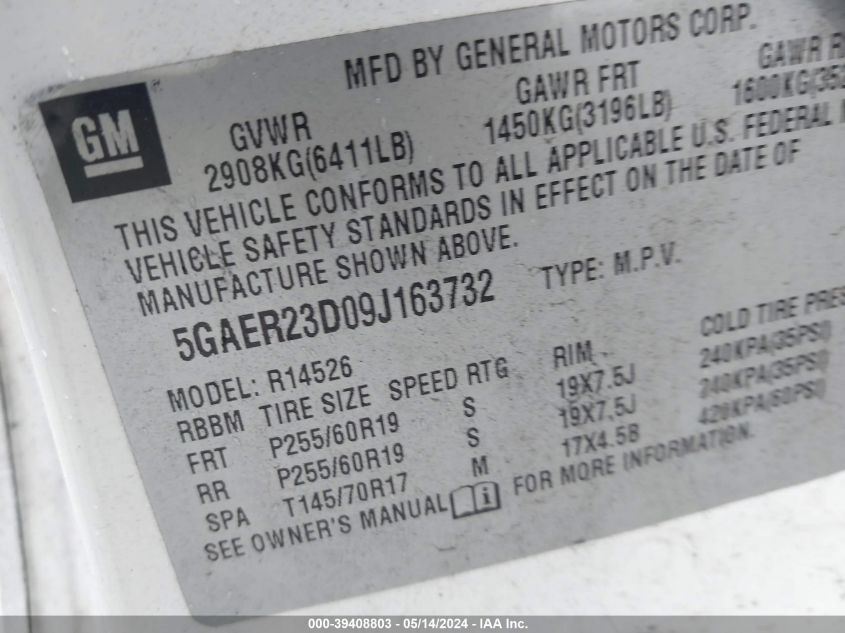 MFD BY GENERAL MOTORS CORP.
GM
GVWR GAWR FRT GAWR
2908KG(6411LB) 1450KG(3196LB)
THIS VEHICLE CONFORMS TO ALL APPLICABLE U.S. FEDERAL
VEHICLE SAFETY STANDARDS IN EFFECT ON THE DATE OF
MANUFACTURE SHOWN ABOVE.
5GAER23D09J163732 TYPE: M.P.V.
MODEL: R14526
RBBM TIRE SIZE SPEED RTG RIM COLD TIRE
FRT P255/60R19 S 19X7.5J 240KPA(35PSI)
RR P255/60R19 S 19X7.5J 240KPA(35PSI)
SPA T145/70R17 M 17X4.5B 420KPA(60PSI)
SEE OWNER'S MANUAL FOR MORE INFORMATION.
000-39408803 - 05/14/2024 - IAA Inc.